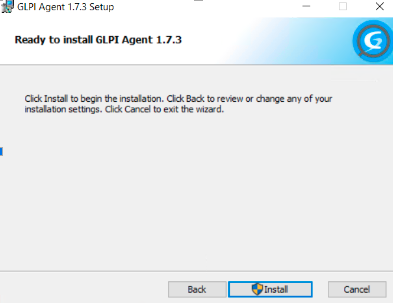 GLPI Agent 1.7.3 Setup
Ready to install GLPI Agent 1.7.3
Click Install to begin the installation. Click Back to review or change any of your
installation settings. Click Cancel to exit the wizard.
Back Install Cancel